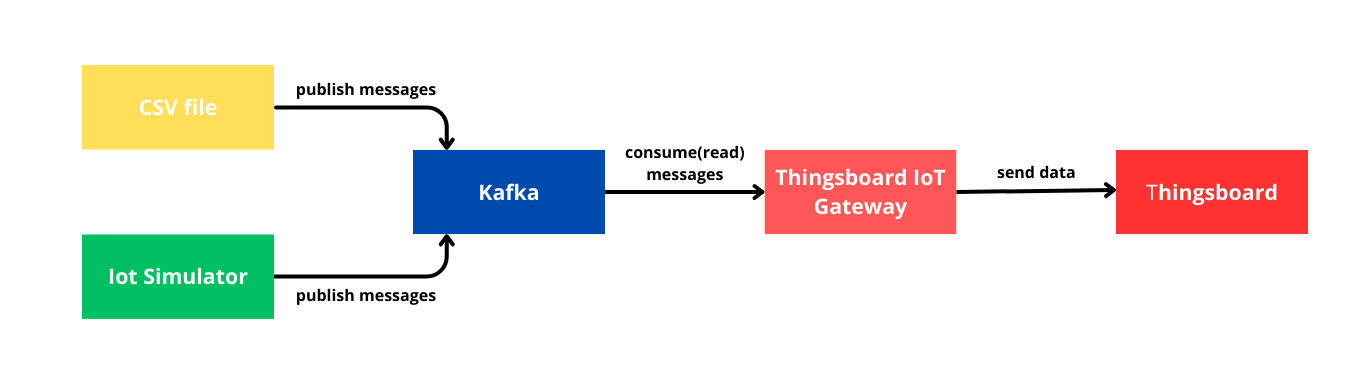 CSV file
publish messages
Iot Simulator
publish messages
Kafka
consume(read)
messages
Thingsboard IoT
Gateway
send data
Thingsboard